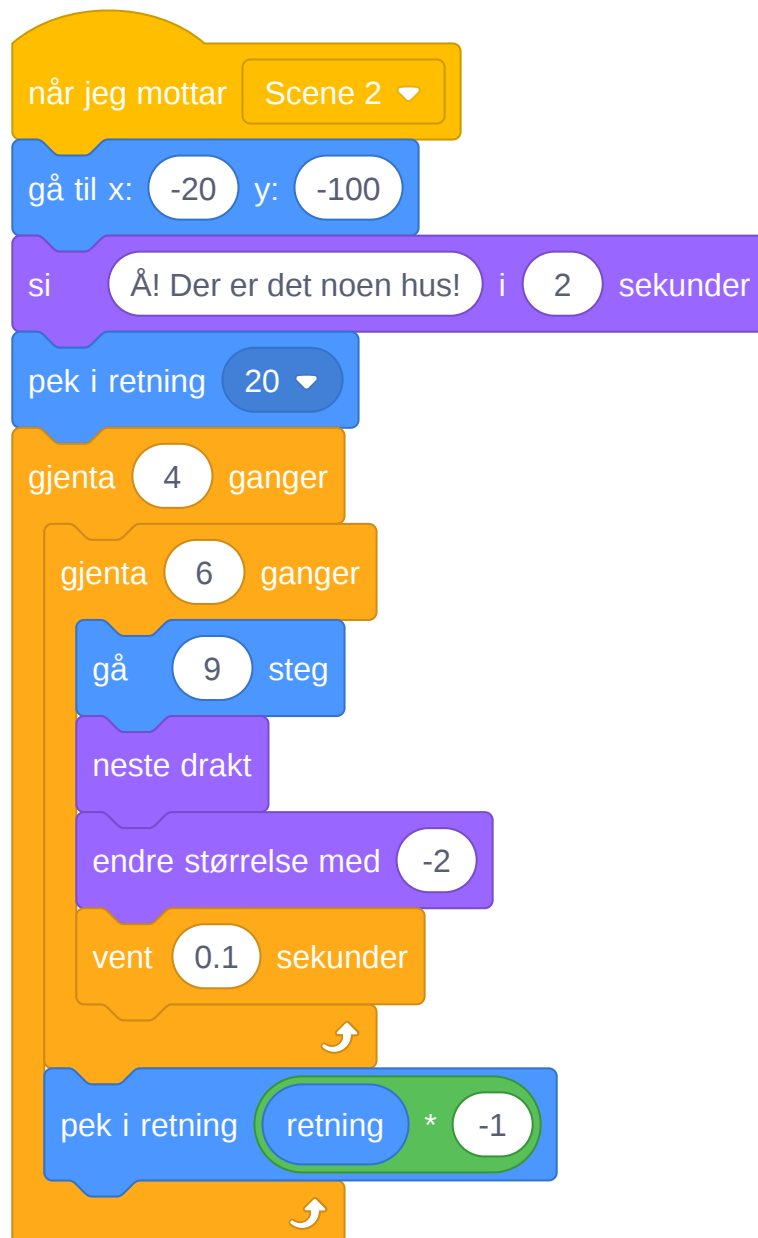 når jeg mottar Scene 2
gå til x: -20 y: -100
si Å! Der er det noen hus! i 2 sekunder
pek i retning 20
gjenta 4 ganger
gjenta 6 ganger
gå 9 steg
neste drakt
endre størrelse med -2
vent 0.1 sekunder
pek i retning retning * -1